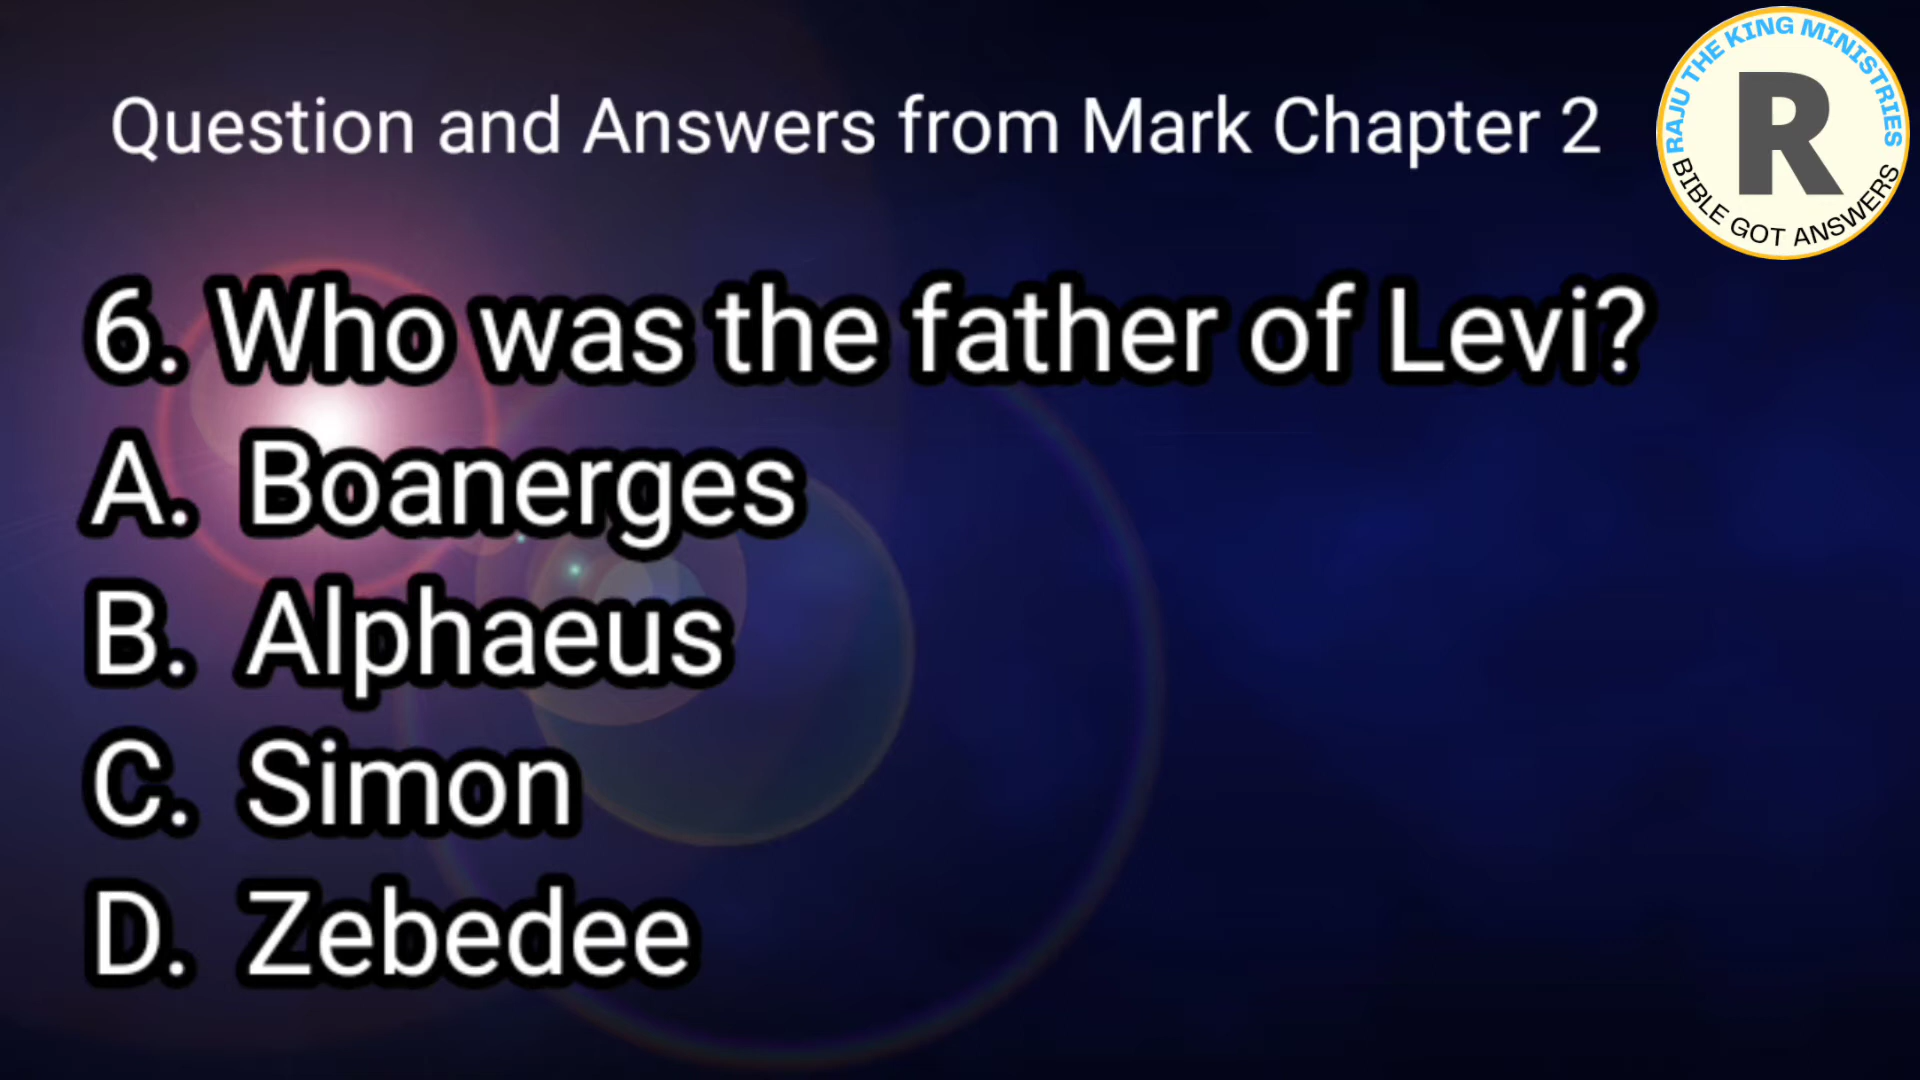 Question and Answers from Mark Chapter 2
RAJU THE KING MINISTRIES
R
BIBLE GOT ANSWERS
6. Who was the father of Levi?
A. Boanerges
B. Alphaeus
C. Simon
D. Zebedee